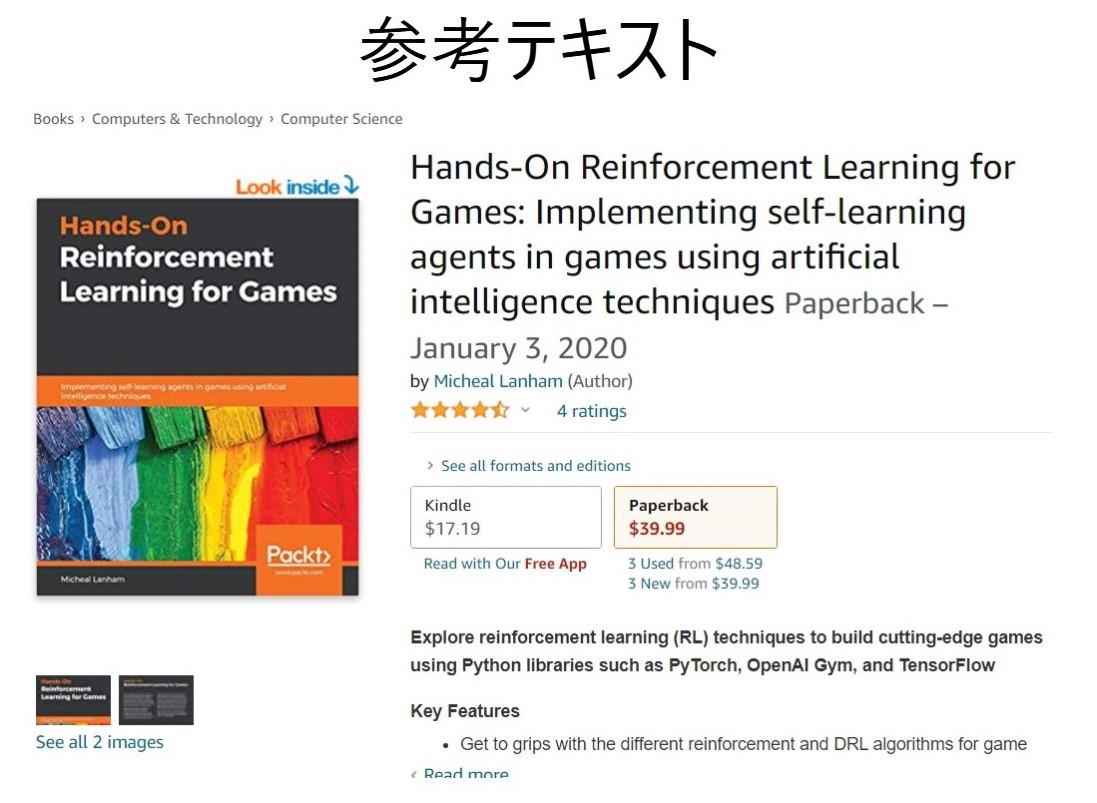 参考テキスト
Books › Computers & Technology › Computer Science
Look inside
Hands-On
Reinforcement
Learning for Games
Implementing self-learning agents in games using artificial
intelligence techniques
Packt>
www.packt.com
Micheal Lanham
Hands-On
Reinforcement
Learning for Games
See all 2 images
Hands-On Reinforcement Learning for
Games: Implementing self-learning
agents in games using artificial
intelligence techniques Paperback –
January 3, 2020
by Micheal Lanham (Author)
4 ratings
› See all formats and editions
Kindle
$17.19
Read with Our Free App
Paperback
$39.99
3 Used from $48.59
3 New from $39.99
Explore reinforcement learning (RL) techniques to build cutting-edge games
using Python libraries such as PyTorch, OpenAI Gym, and TensorFlow
Key Features
• Get to grips with the different reinforcement and DRL algorithms for game
‹ Read more